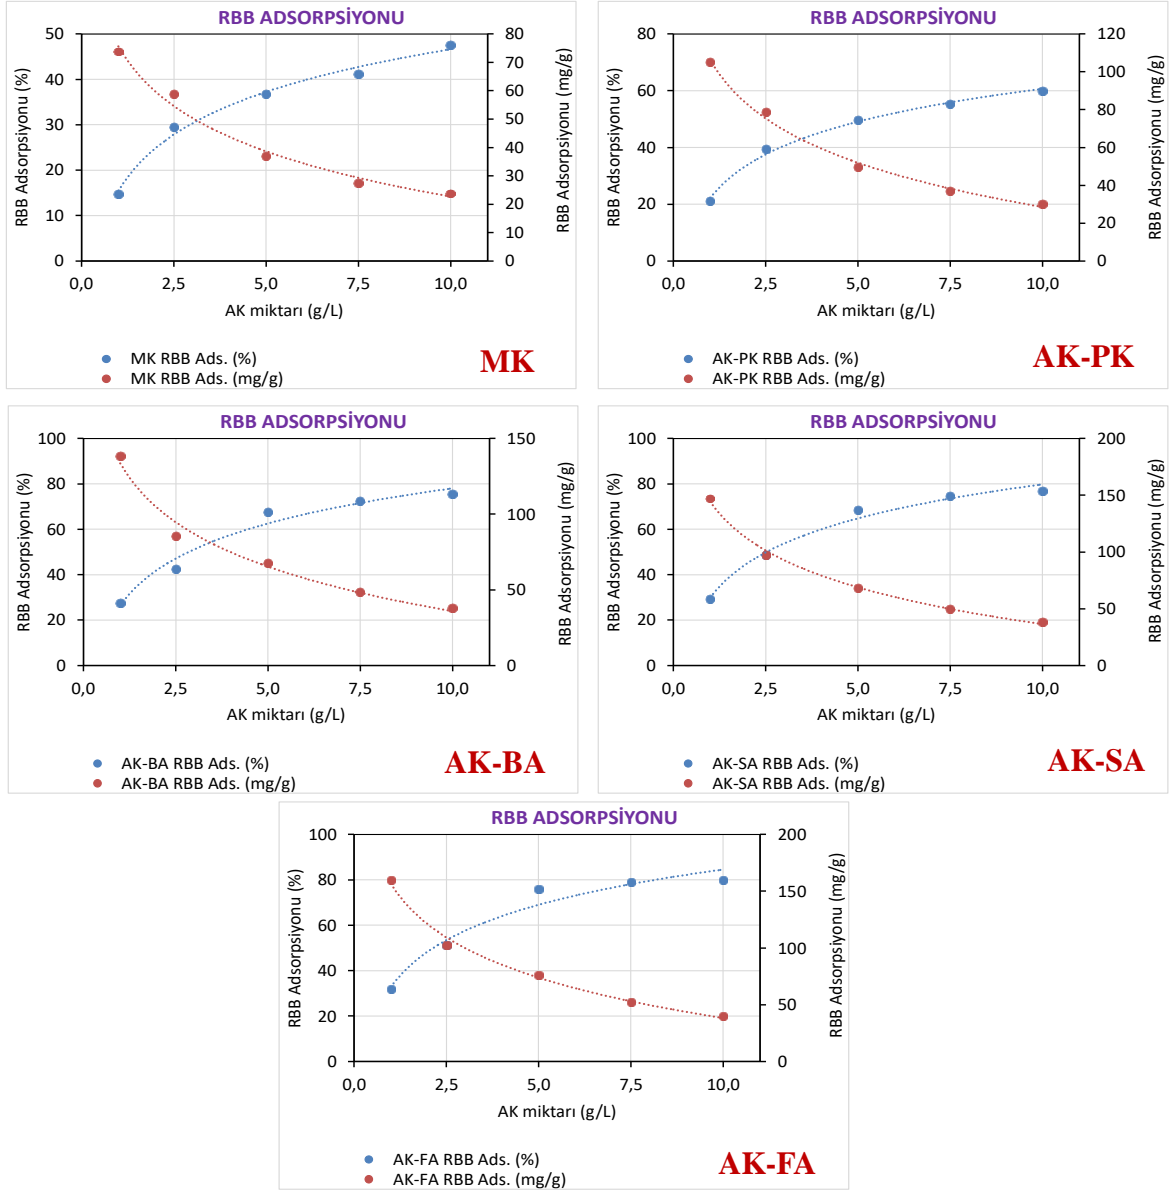 RBB ADSORPSİYONU
RBB Adsorpsiyonu (%)
50
40
30
20
10
0
80
70
60
50
40
30
20
10
0
RBB Adsorpsiyonu (mg/g)
0,0 2,5 5,0 7,5 10,0
AK miktarı (g/L)
MK RBB Ads. (%)
MK RBB Ads. (mg/g)
MK
RBB ADSORPSİYONU
RBB Adsorpsiyonu (%)
80
60
40
20
0
120
100
80
60
40
20
0
RBB Adsorpsiyonu (mg/g)
0,0 2,5 5,0 7,5 10,0
AK miktarı (g/L)
AK-PK RBB Ads. (%)
AK-PK RBB Ads. (mg/g)
AK-PK
RBB ADSORPSİYONU
RBB Adsorpsiyonu (%)
100
80
60
40
20
0
150
100
50
0
RBB Adsorpsiyonu (mg/g)
0,0 2,5 5,0 7,5 10,0
AK miktarı (g/L)
AK-BA RBB Ads. (%)
AK-BA RBB Ads. (mg/g)
AK-BA
RBB ADSORPSİYONU
RBB Adsorpsiyonu (%)
100
80
60
40
20
0
200
150
100
50
0
RBB Adsorpsiyonu (mg/g)
0,0 2,5 5,0 7,5 10,0
AK miktarı (g/L)
AK-SA RBB Ads. (%)
AK-SA RBB Ads. (mg/g)
AK-SA
RBB ADSORPSİYONU
RBB Adsorpsiyonu (%)
100
80
60
40
20
0
200
150
100
50
0
RBB Adsorpsiyonu (mg/g)
0,0 2,5 5,0 7,5 10,0
AK miktarı (g/L)
AK-FA RBB Ads. (%)
AK-FA RBB Ads. (mg/g)
AK-FA